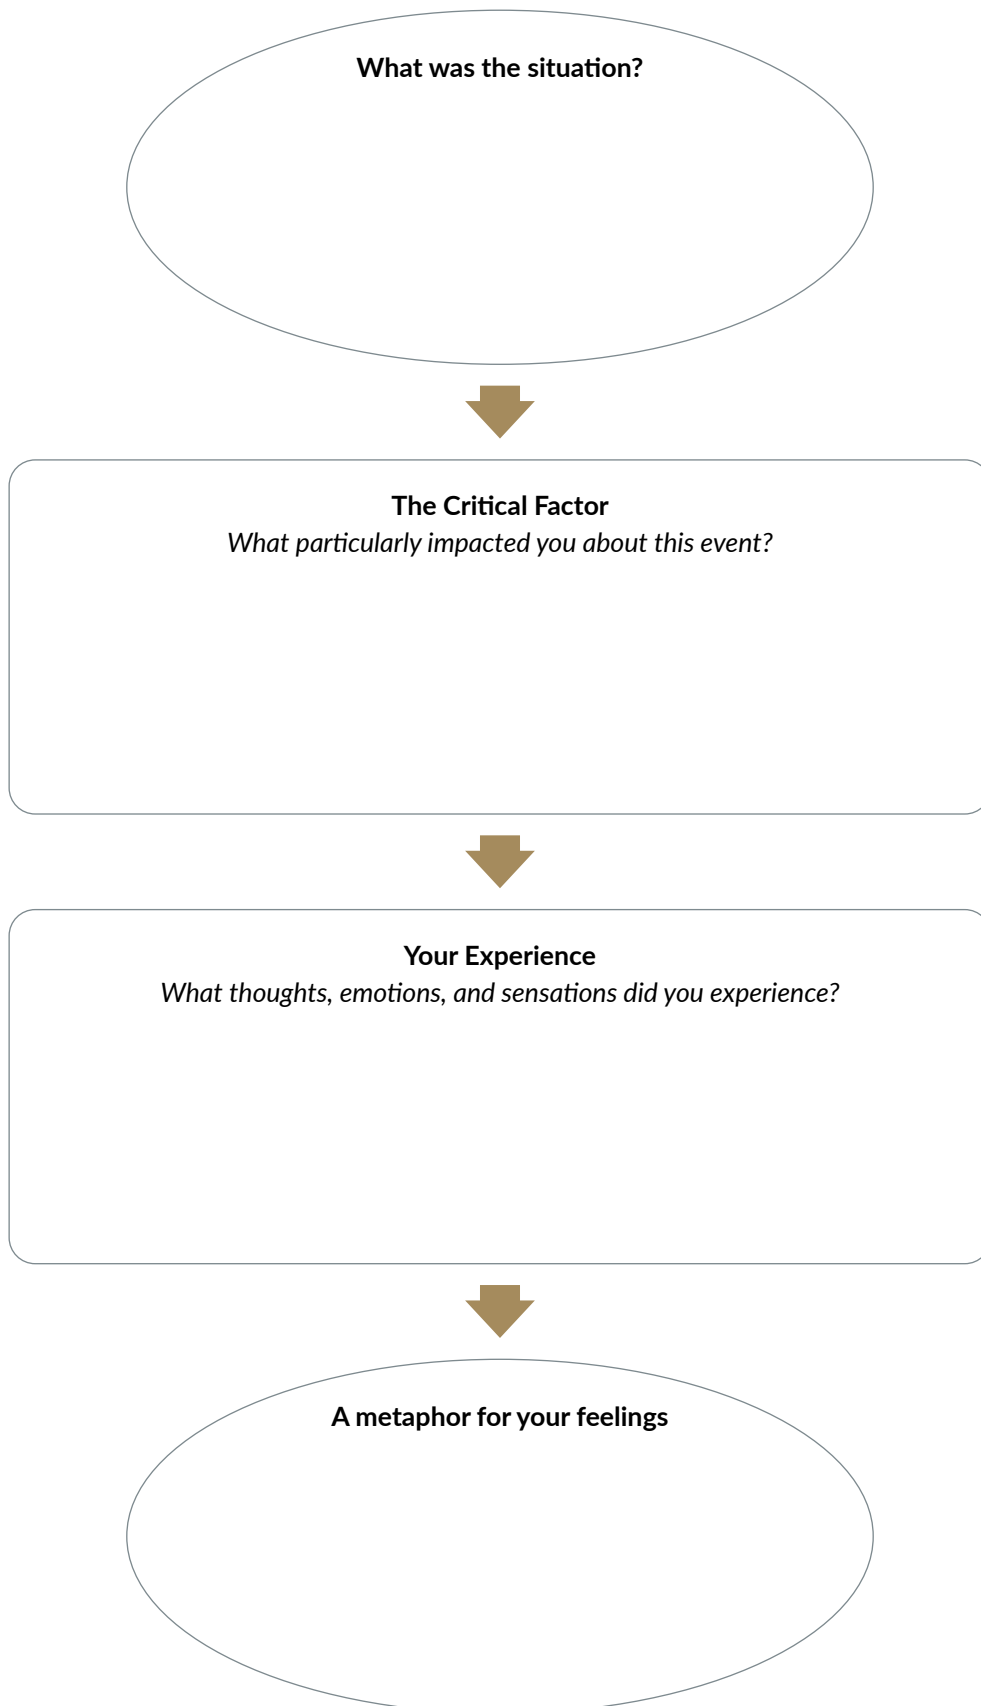 What was the situation?
The Critical Factor
What particularly impacted you about this event?
Your Experience
What thoughts, emotions, and sensations did you experience?
A metaphor for your feelings